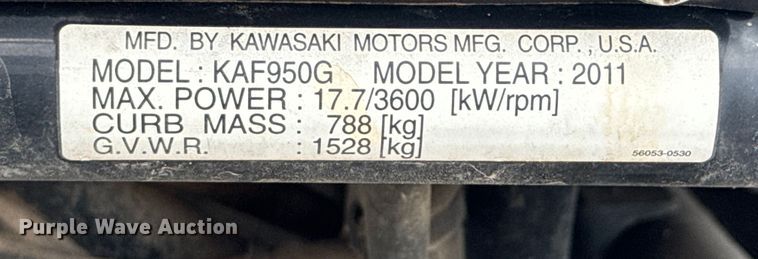 MFD. BY KAWASAKI MOTORS MFG. CORP., U.S.A.
MODEL : KAF950G MODEL YEAR : 2011
MAX. POWER : 17.7/3600 [kW/rpm]
CURB MASS : 788 [kg]
G.V.W.R. : 1528 [kg]
56053-0530
Purple Wave Auction